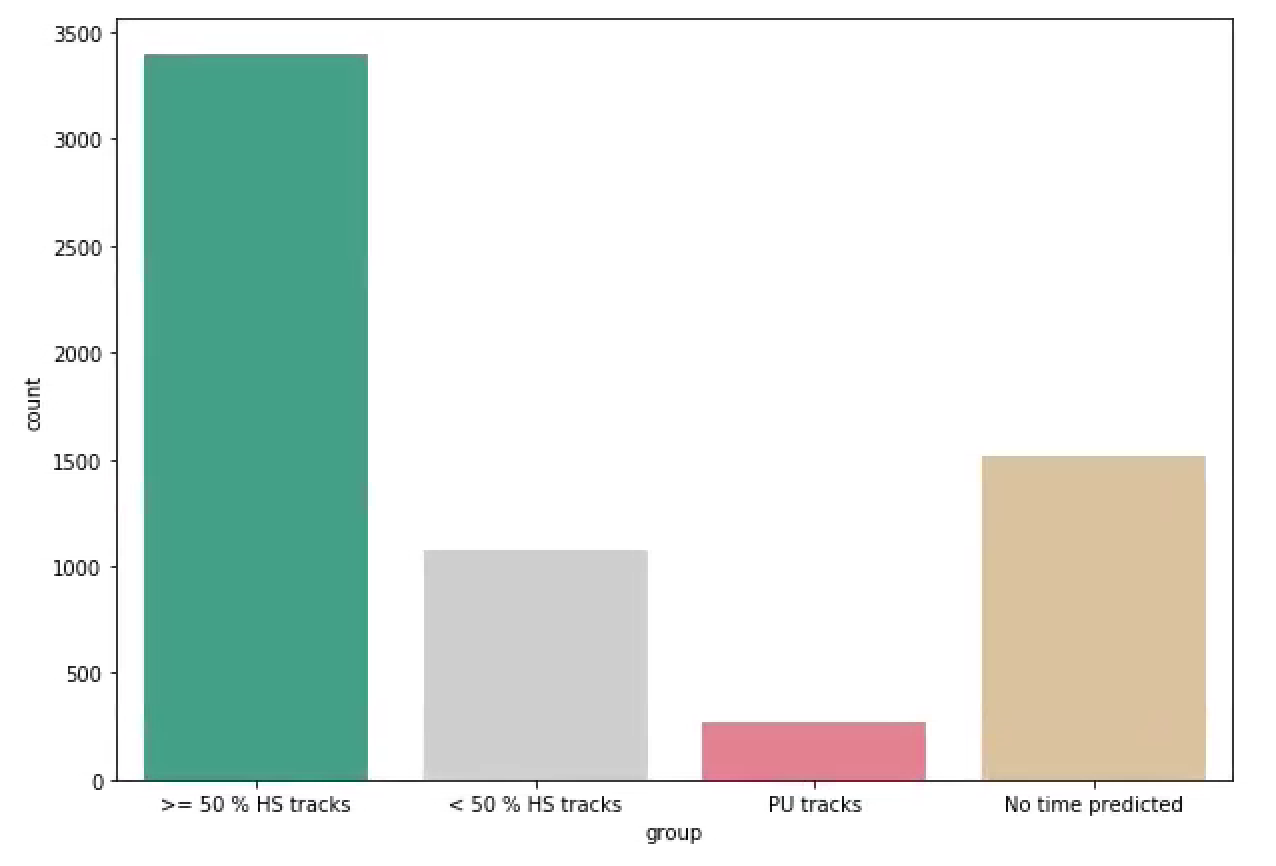 3500
3000
2500
2000
1500
1000
500
0
count
>= 50 % HS tracks
< 50 % HS tracks
PU tracks
No time predicted
group